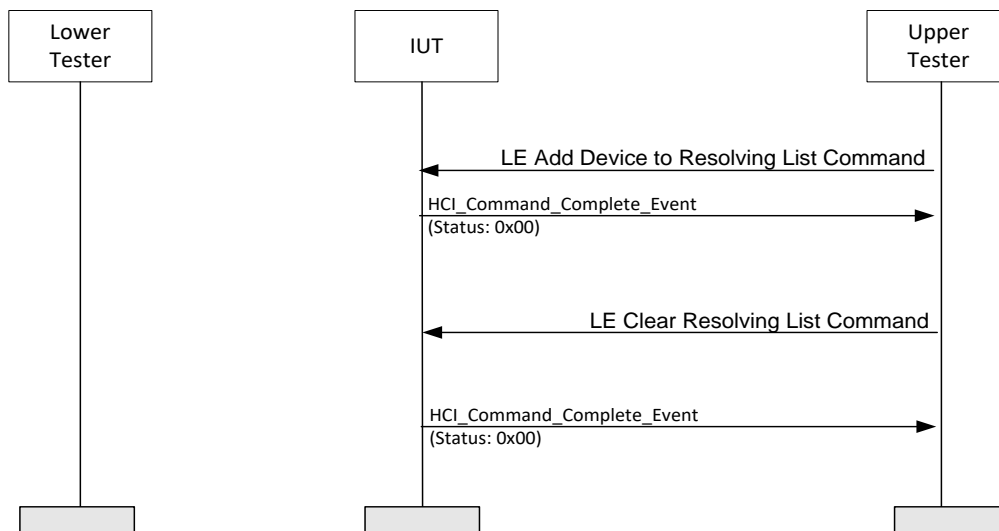 Lower
Tester
IUT
Upper
Tester
LE Add Device to Resolving List Command
HCI_Command_Complete_Event
(Status: 0x00)
LE Clear Resolving List Command
HCI_Command_Complete_Event
(Status: 0x00)